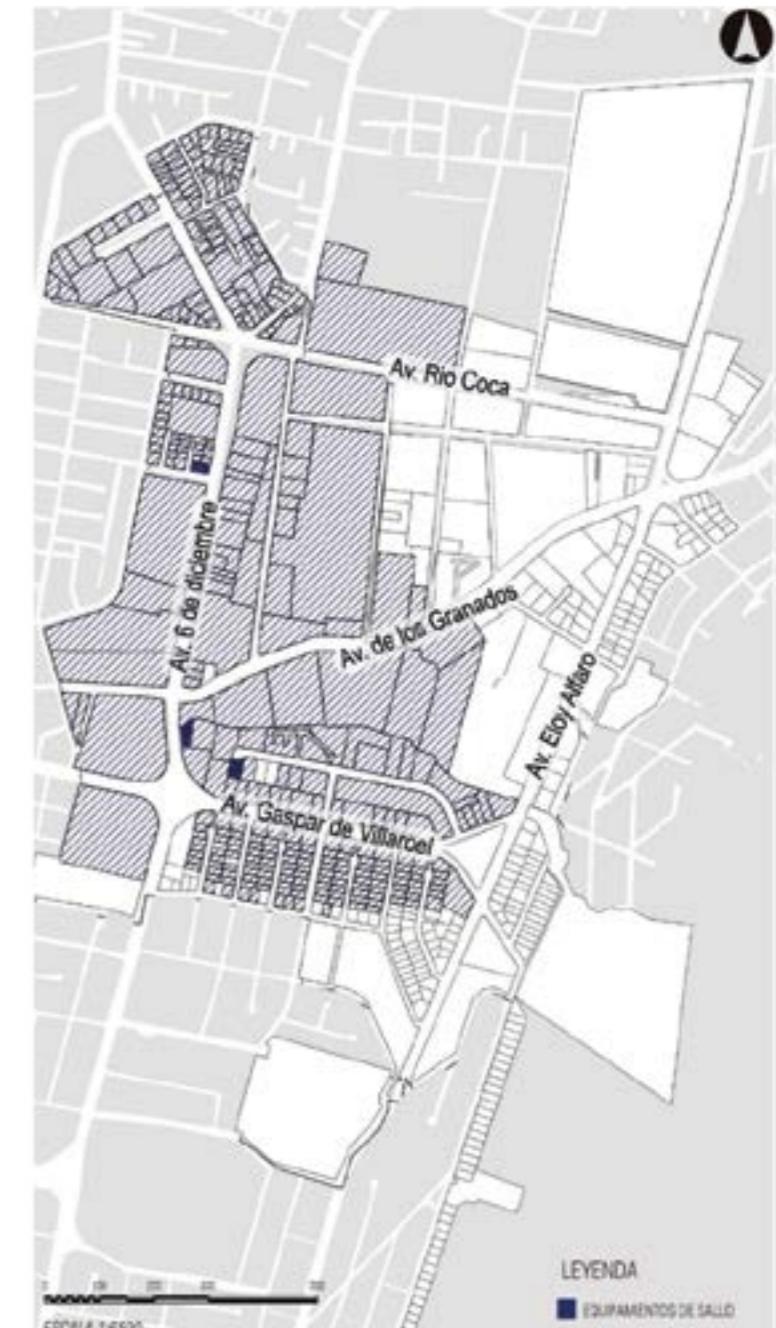 Av. Rio Coca
Av. 6 de diciembre
Av. de los Granados
Av. Eloy Alfaro
Av. Gaspar de Villaroel
LEYENDA
EQUIPAMIENTOS DE SALUD
0